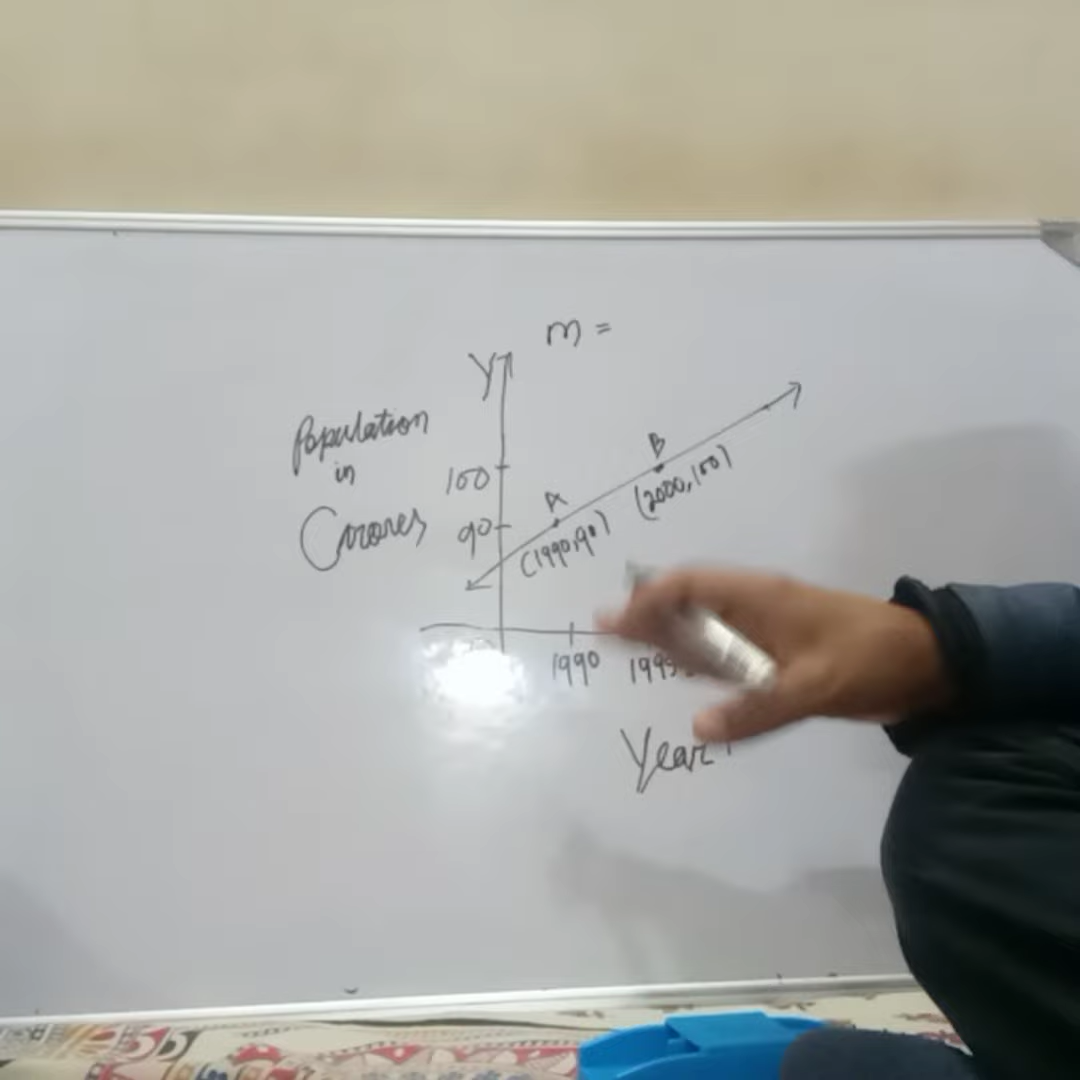 m =
Y
Population
in
Crores
100
90
A
(1990,90)
B
(2000,100)
1990
Year